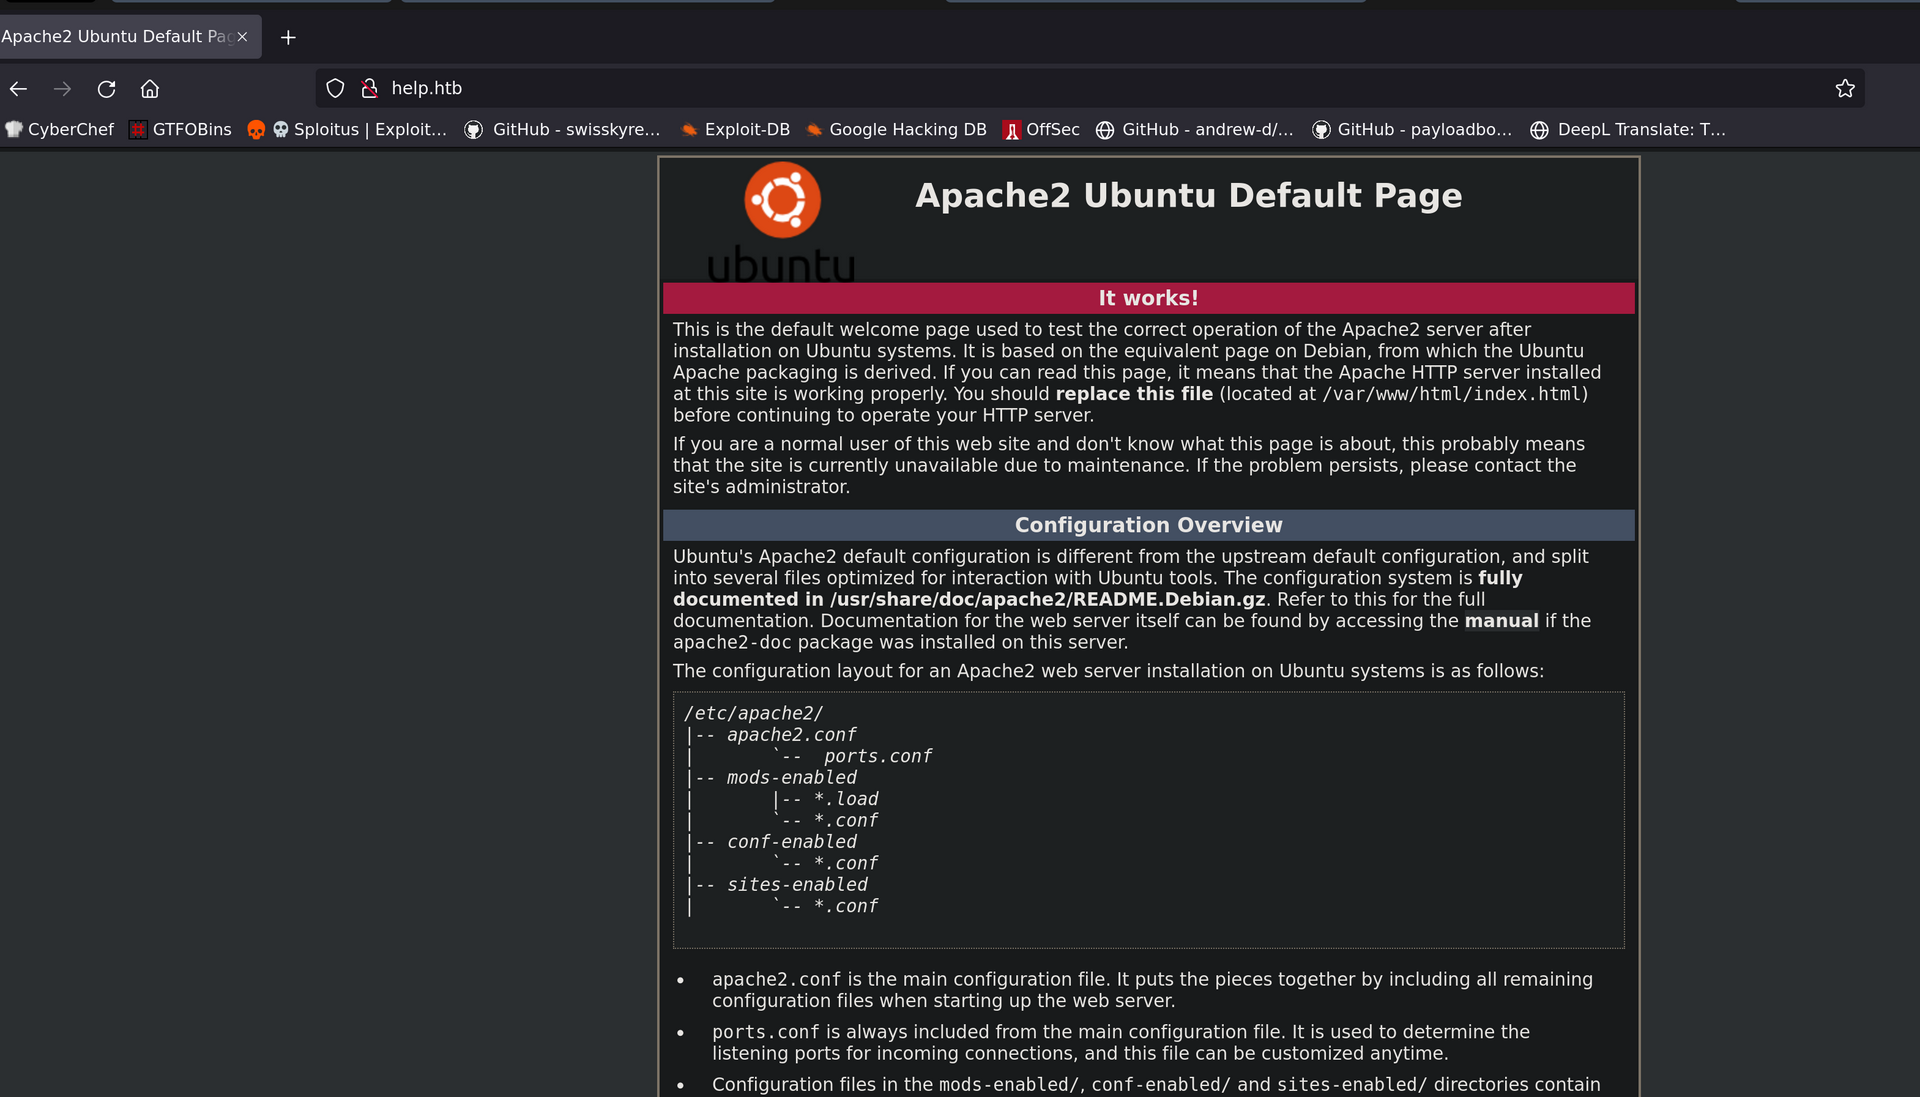 Apache2 Ubuntu Default Pag
help.htb
CyberChef GTFOBins Sploitus | Exploit... GitHub - swisskyre... Exploit-DB Google Hacking DB OffSec GitHub - andrew-d/... GitHub - payloadbo... DeepL Translate: T...
ubuntu
Apache2 Ubuntu Default Page
It works!
This is the default welcome page used to test the correct operation of the Apache2 server after
installation on Ubuntu systems. It is based on the equivalent page on Debian, from which the Ubuntu
Apache packaging is derived. If you can read this page, it means that the Apache HTTP server installed
at this site is working properly. You should replace this file (located at /var/www/html/index.html)
before continuing to operate your HTTP server.
If you are a normal user of this web site and don't know what this page is about, this probably means
that the site is currently unavailable due to maintenance. If the problem persists, please contact the
site's administrator.
Configuration Overview
Ubuntu's Apache2 default configuration is different from the upstream default configuration, and split
into several files optimized for interaction with Ubuntu tools. The configuration system is fully
documented in /usr/share/doc/apache2/README.Debian.gz. Refer to this for the full
documentation. Documentation for the web server itself can be found by accessing the manual if the
apache2-doc package was installed on this server.
The configuration layout for an Apache2 web server installation on Ubuntu systems is as follows:
/etc/apache2/
|-- apache2.conf
|       `--  ports.conf
|-- mods-enabled
|       |-- *.load
|       `-- *.conf
|-- conf-enabled
|       `-- *.conf
|-- sites-enabled
|       `-- *.conf
• apache2.conf is the main configuration file. It puts the pieces together by including all remaining
configuration files when starting up the web server.
• ports.conf is always included from the main configuration file. It is used to determine the
listening ports for incoming connections, and this file can be customized anytime.
• Configuration files in the mods-enabled/, conf-enabled/ and sites-enabled/ directories contain